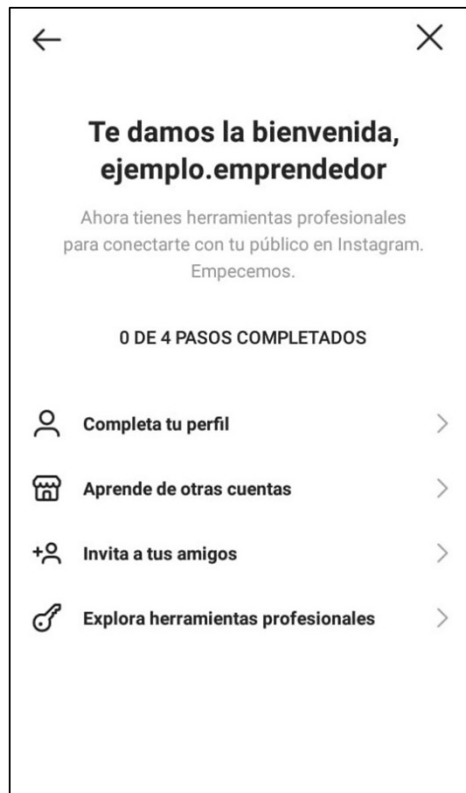 Te damos la bienvenida,
ejemplo.emprendedor
Ahora tienes herramientas profesionales
para conectarte con tu público en Instagram.
Empecemos.
0 DE 4 PASOS COMPLETADOS
Completa tu perfil
Aprende de otras cuentas
Invita a tus amigos
Explora herramientas profesionales